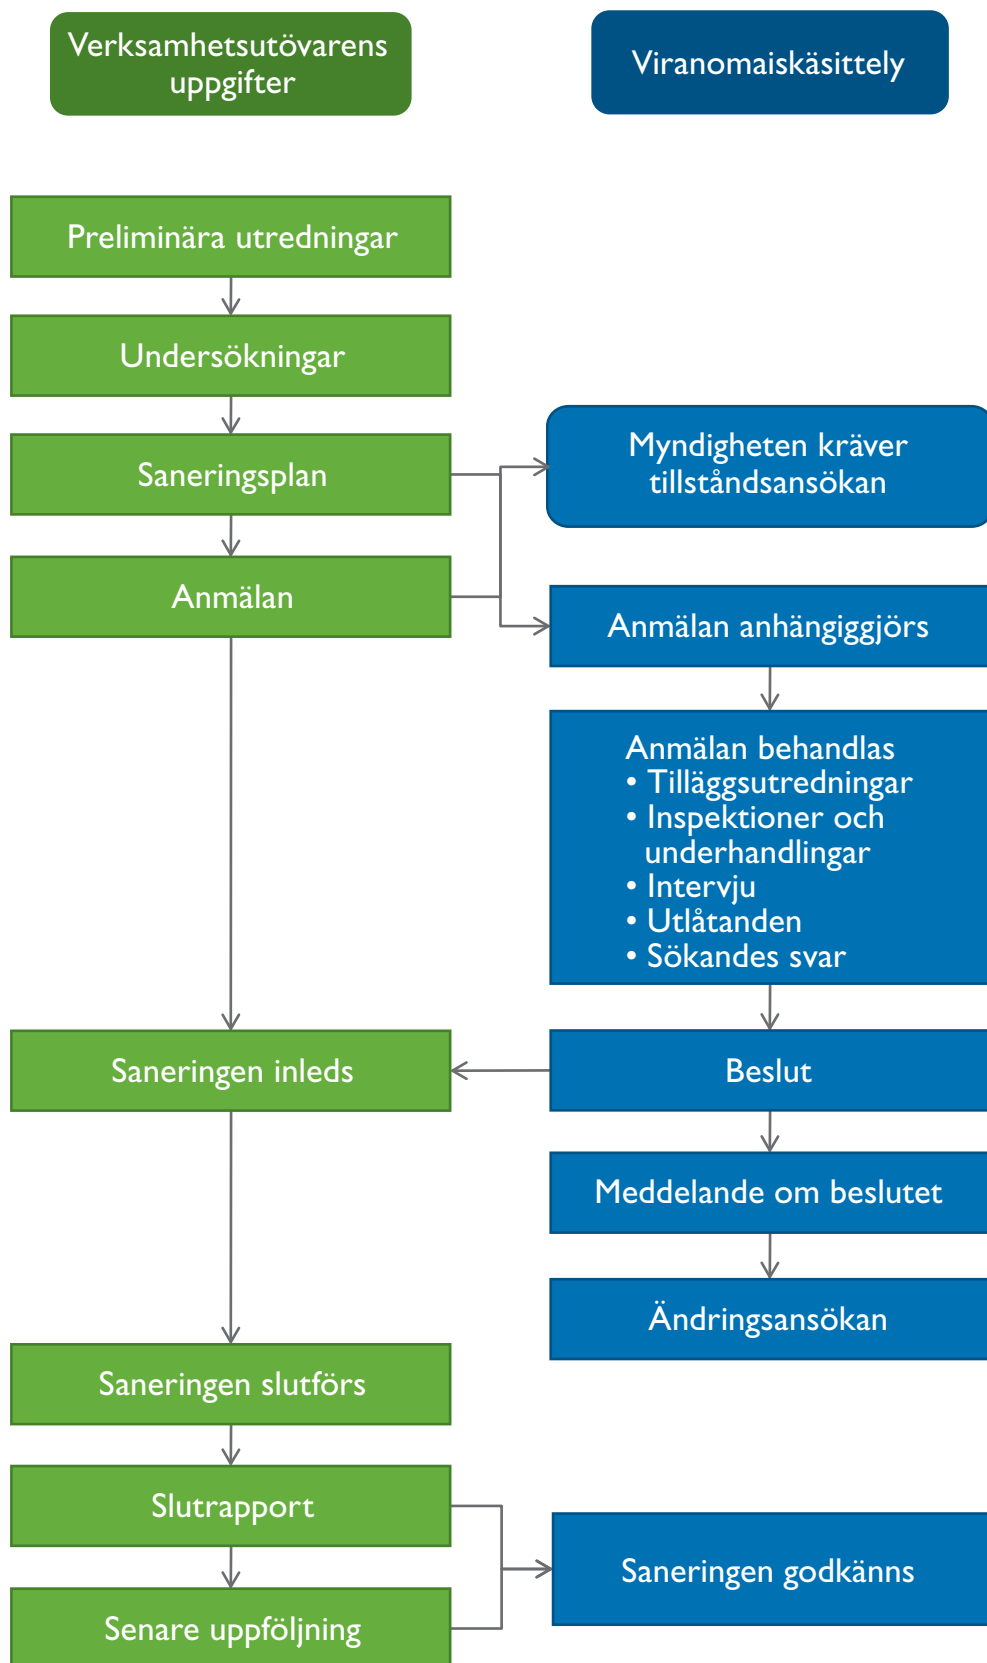 Verksamhetsutövarens
uppgifter
Viranomaiskäsittely
Preliminära utredningar
Undersökningar
Saneringsplan
Myndigheten kräver
tillståndsansökan
Anmälan
Anmälan anhängiggjörs
Anmälan behandlas
• Tilläggsutredningar
• Inspektioner och
underhandlingar
• Intervju
• Utlåtanden
• Sökandes svar
Saneringen inleds
Beslut
Meddelande om beslutet
Ändringsansökan
Saneringen slutförs
Slutrapport
Saneringen godkänns
Senare uppföljning